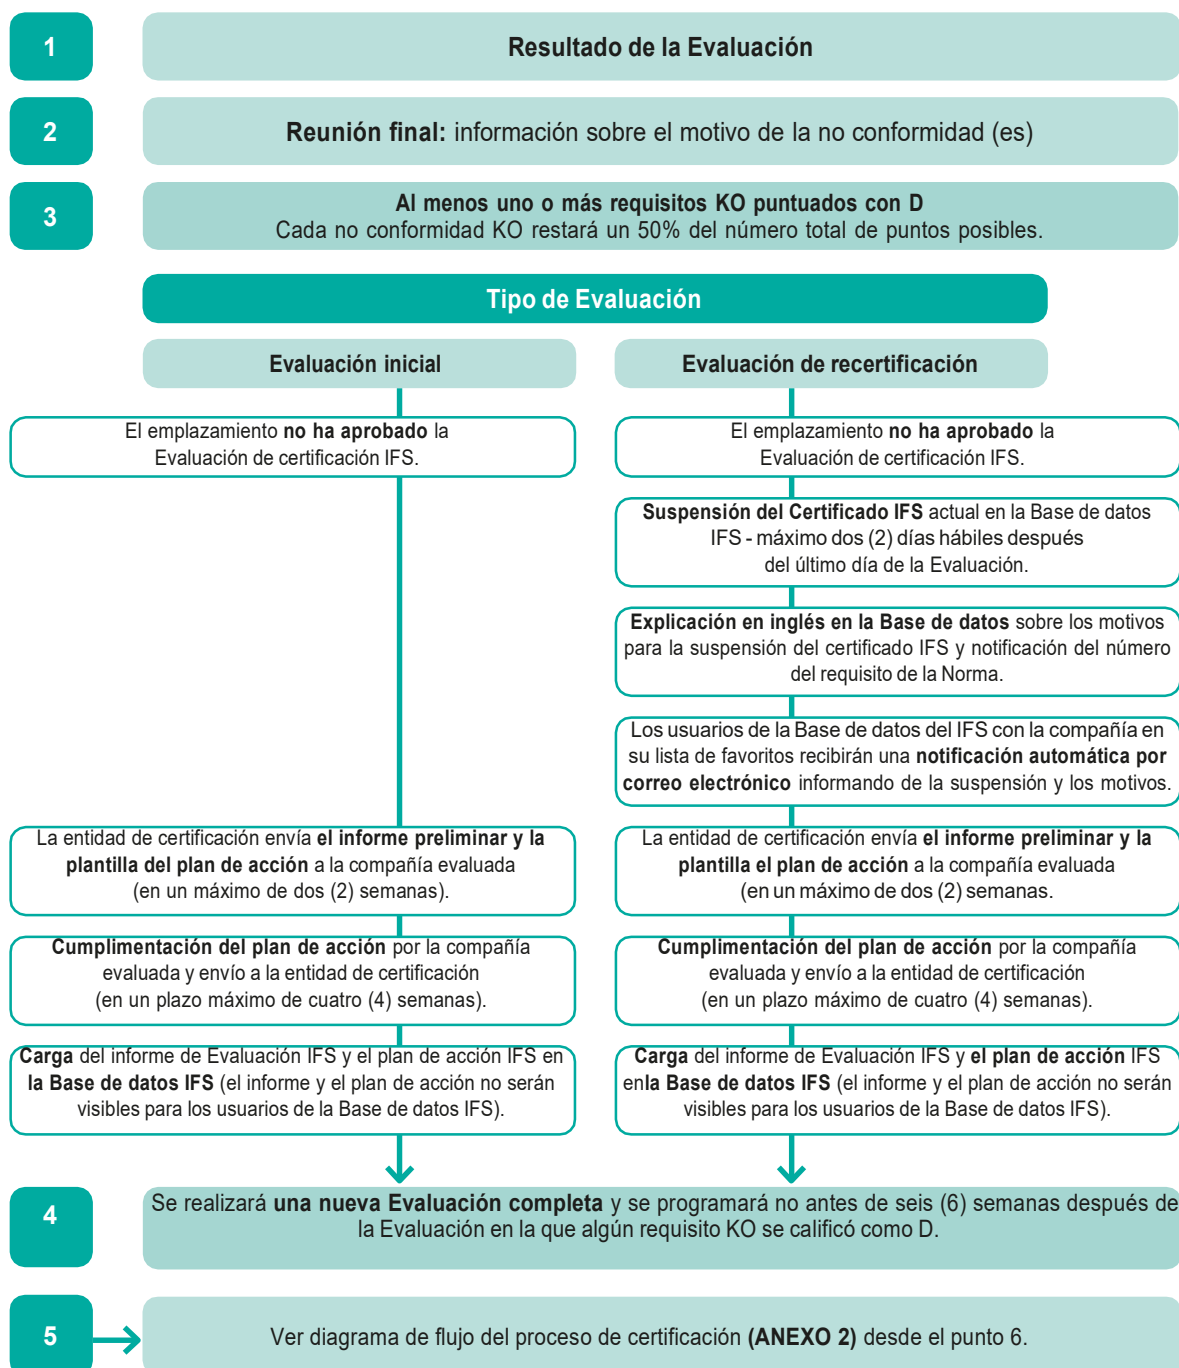 1
Resultado de la Evaluación
2
Reunión final: información sobre el motivo de la no conformidad (es)
3
Al menos uno o más requisitos KO puntuados con D
Cada no conformidad KO restará un 50% del número total de puntos posibles.
Tipo de Evaluación
Evaluación inicial
El emplazamiento no ha aprobado la
Evaluación de certificación IFS.
La entidad de certificación envía el informe preliminar y la
plantilla del plan de acción a la compañía evaluada
(en un máximo de dos (2) semanas).
Cumplimentación del plan de acción por la compañía
evaluada y envío a la entidad de certificación
(en un plazo máximo de cuatro (4) semanas).
Carga del informe de Evaluación IFS y el plan de acción IFS en
la Base de datos IFS (el informe y el plan de acción no serán
visibles para los usuarios de la Base de datos IFS).
Evaluación de recertificación
El emplazamiento no ha aprobado la
Evaluación de certificación IFS.
Suspensión del Certificado IFS actual en la Base de datos
IFS - máximo dos (2) días hábiles después
del último día de la Evaluación.
Explicación en inglés en la Base de datos sobre los motivos
para la suspensión del certificado IFS y notificación del número
del requisito de la Norma.
Los usuarios de la Base de datos del IFS con la compañía en
su lista de favoritos recibirán una notificación automática por
correo electrónico informando de la suspensión y los motivos.
La entidad de certificación envía el informe preliminar y la
plantilla el plan de acción a la compañía evaluada
(en un máximo de dos (2) semanas.
Cumplimentación del plan de acción por la compañía
evaluada y envío a la entidad de certificación
(en un plazo máximo de cuatro (4) semanas).
Carga del informe de Evaluación IFS y el plan de acción IFS
enla Base de datos IFS (el informe y el plan de acción no serán
visibles para los usuarios de la Base de datos IFS).
4
Se realizará una nueva Evaluación completa y se programará no antes de seis (6) semanas después de
la Evaluación en la que algún requisito KO se calificó como D.
5
Ver diagrama de flujo del proceso de certificación (ANEXO 2) desde el punto 6.